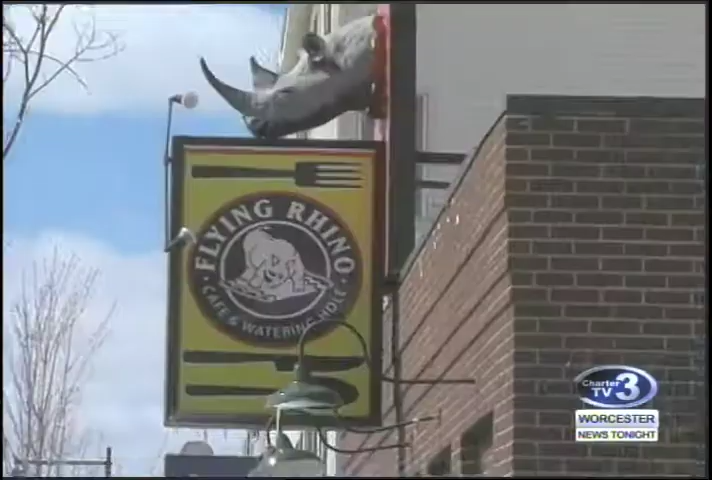 FLYING RHINO
CAFE & WATERING HOLE
Charter
TV 3
WORCESTER
NEWS TONIGHT